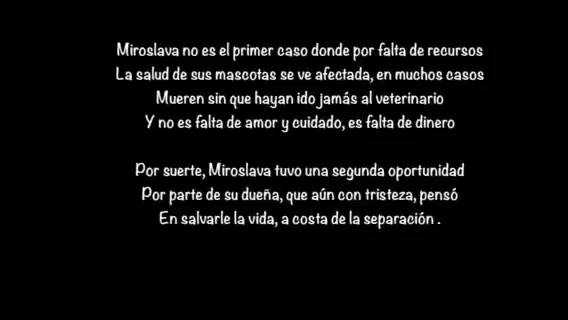 Miroslava no es el primer caso donde por falta de recursos
La salud de sus mascotas se ve afectada, en muchos casos
Mueren sin que hayan ido jamás al veterinario
Y no es falta de amor y cuidado, es falta de dinero
Por suerte, Miroslava tuvo una segunda oportunidad
Por parte de su dueña, que aún con tristeza, pensó
En salvarle la vida, a costa de la separación .